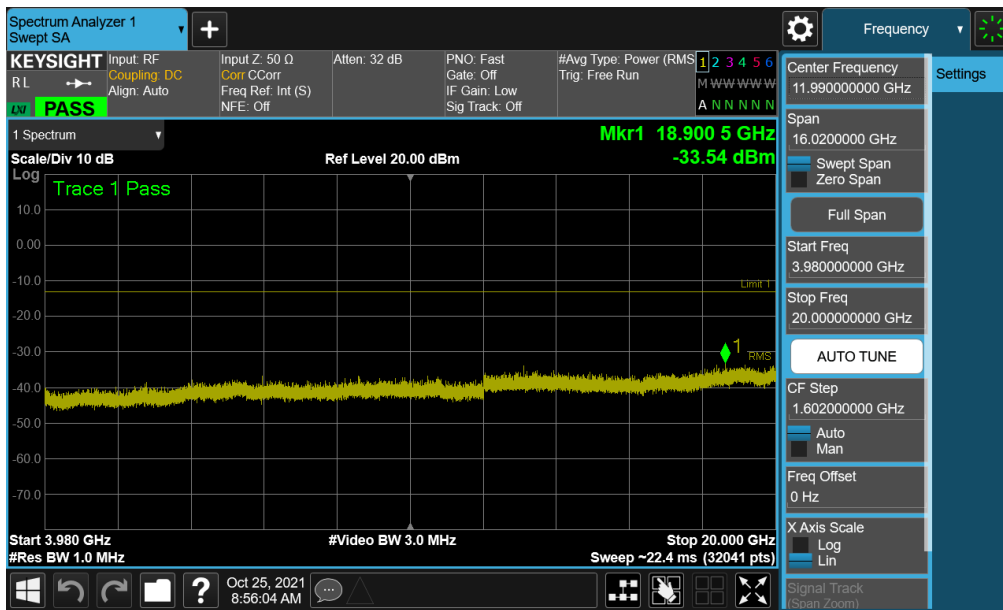 Spectrum Analyzer 1
Swept SA
Frequency
KEYSIGHT
RL
LXI
PASS
Input: RF
Coupling: DC
Align: Auto
Input Z: 50 Ω
Corr CCorr
Freq Ref: Int (S)
NFE: Off
Atten: 32 dB
PNO: Fast
Gate: Off
IF Gain: Low
Sig Track: Off
#Avg Type: Power (RMS
Trig: Free Run
1 2 3 4 5 6
M W W W W W
A N N N N N
1 Spectrum
Mkr1 18.900 5 GHz
Scale/Div 10 dB
Ref Level 20.00 dBm
-33.54 dBm
Log
Trace 1 Pass
10.0
0.00
-10.0
Limit 1
-20.0
-30.0
1
RMS
-40.0
-50.0
-60.0
-70.0
Start 3.980 GHz
#Video BW 3.0 MHz
Stop 20.000 GHz
#Res BW 1.0 MHz
Sweep ~22.4 ms (32041 pts)
Center Frequency
11.990000000 GHz
Settings
Span
16.0200000 GHz
Swept Span
Zero Span
Full Span
Start Freq
3.980000000 GHz
Stop Freq
20.000000000 GHz
AUTO TUNE
CF Step
1.602000000 GHz
Auto
Man
Freq Offset
0 Hz
X Axis Scale
Log
Lin
Signal Track
(Span Zoom)
?
Oct 25, 2021
8:56:04 AM